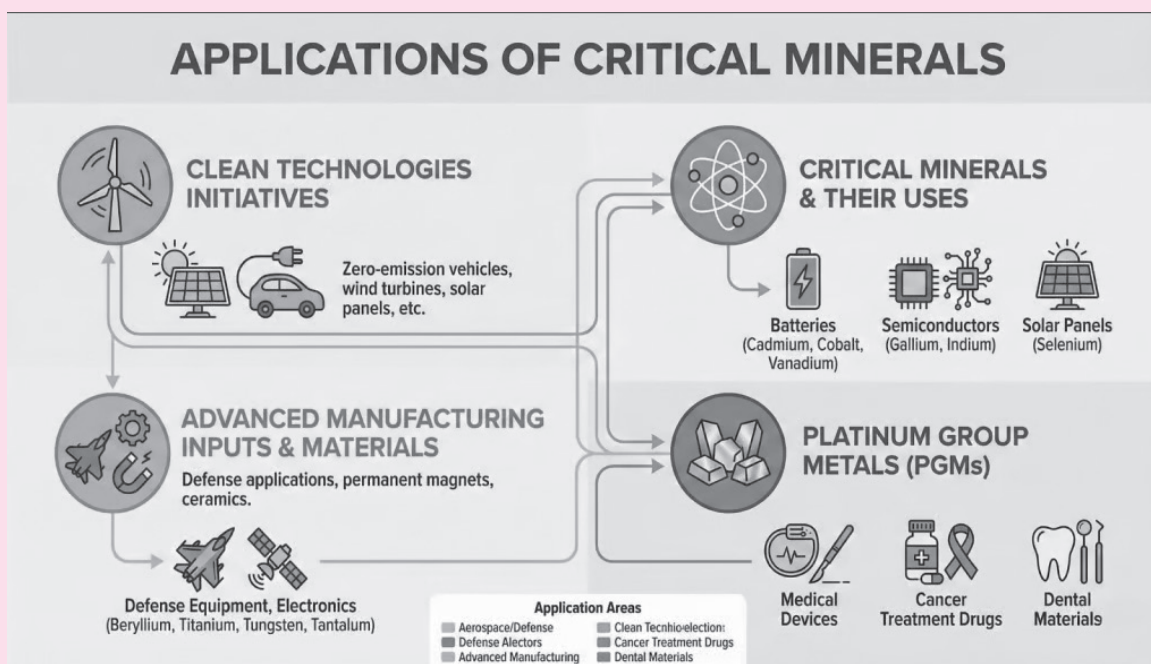 APPLICATIONS OF CRITICAL MINERALS
CLEAN TECHNOLOGIES
INITIATIVES
Zero-emission vehicles,
wind turbines, solar
panels, etc.
CRITICAL MINERALS
& THEIR USES
Batteries
(Cadmium, Cobalt,
Vanadium)
Semiconductors
(Gallium, Indium)
Solar Panels
(Selenium)
ADVANCED MANUFACTURING
INPUTS & MATERIALS
Defense applications, permanent magnets,
ceramics.
Defense Equipment, Electronics
(Beryllium, Titanium, Tungsten, Tantalum)
PLATINUM GROUP
METALS (PGMs)
Medical
Devices
Cancer
Treatment Drugs
Dental
Materials
Application Areas
Aerospace/Defense
Defense Alectors
Advanced Manufacturing
Clean
Cancer Treatment Drugs
Dental Materials